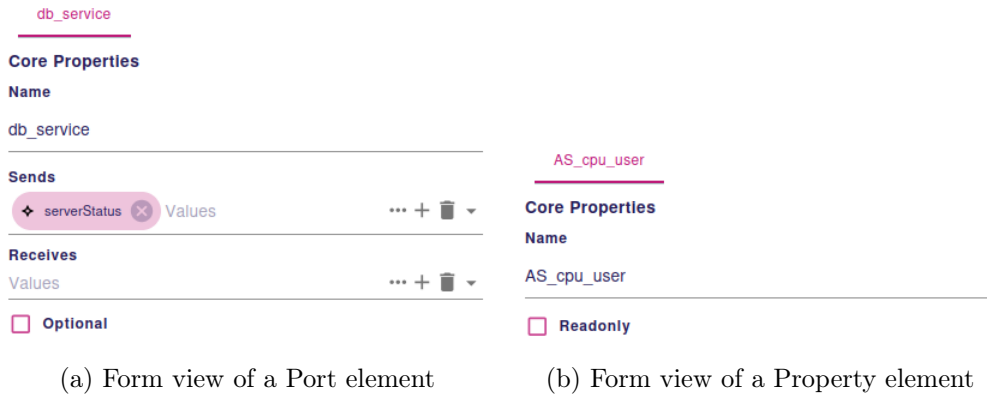 db_service
Core Properties
Name
db_service
Sends
serverStatus Values
Receives
Values
Optional
(a) Form view of a Port element
AS_cpu_user
Core Properties
Name
AS_cpu_user
Readonly
(b) Form view of a Property element